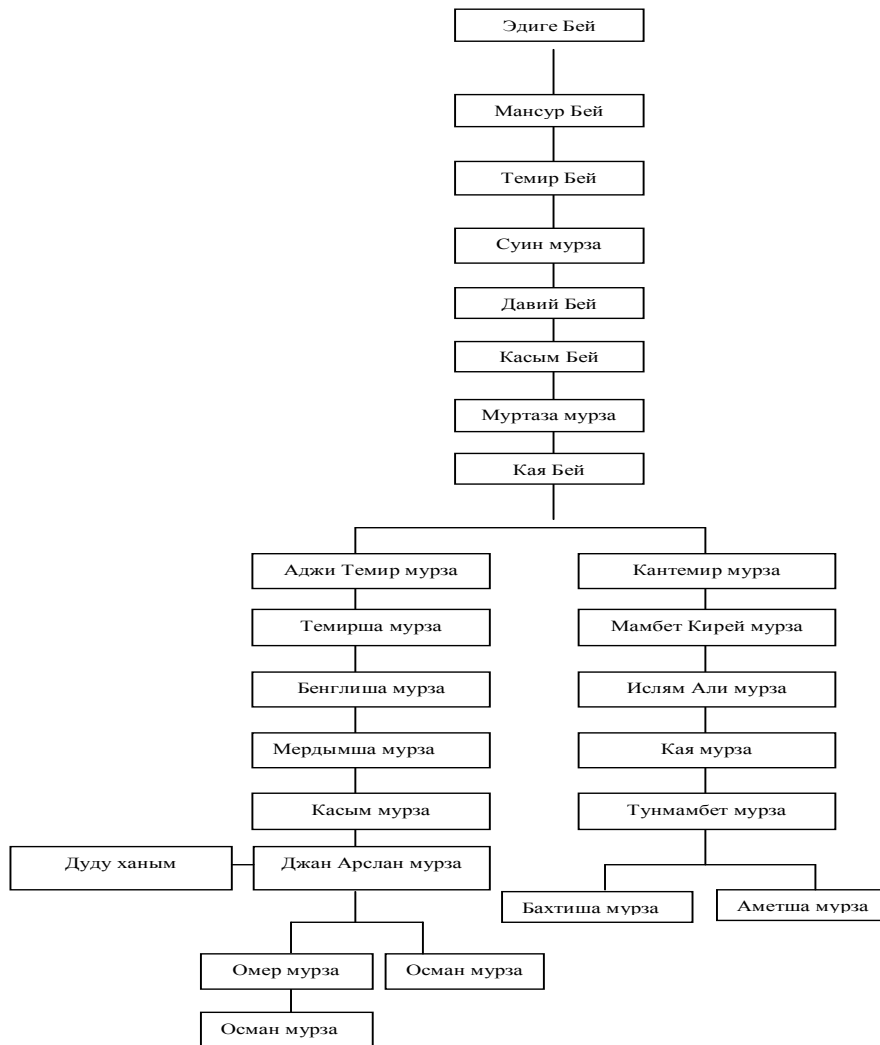 Эдиге Бей
Мансур Бей
Темир Бей
Суин мурза
Давий Бей
Касым Бей
Муртаза мурза
Кая Бей
Аджи Темир мурза
Кантемир мурза
Темирша мурза
Мамбет Кирей мурза
Бенглиша мурза
Ислям Али мурза
Мердымша мурза
Кая мурза
Касым мурза
Тунмамбет мурза
Дуду ханым
Джан Арслан мурза
Бахтиша мурза
Аметша мурза
Омер мурза
Осман мурза
Осман мурза